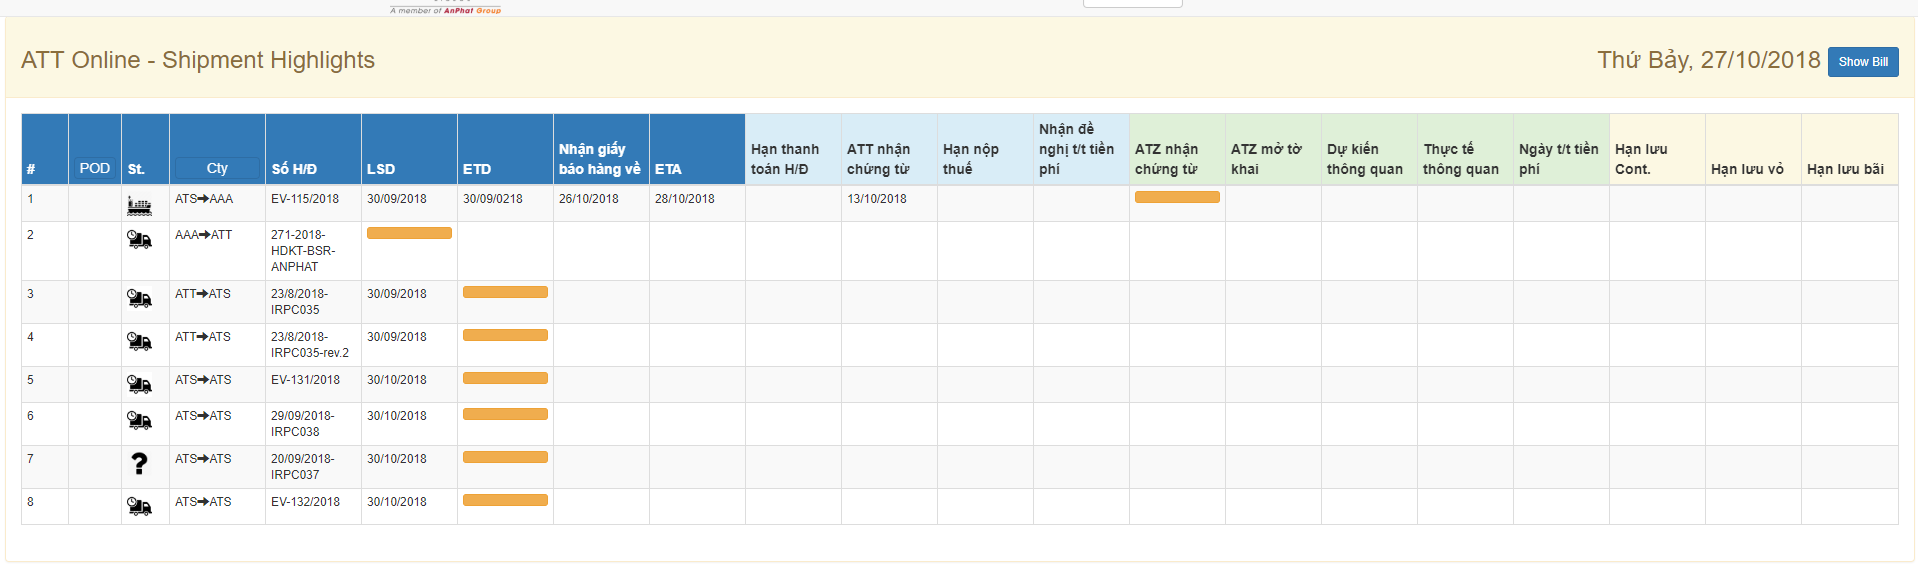 A member of AnPhat Group
ATT Online - Shipment Highlights
Thứ Bảy, 27/10/2018 Show Bill
# POD St. Cty Số H/Đ LSD ETD Nhận giấy báo hàng về ETA Hạn thanh toán H/Đ ATT nhận chứng từ Hạn nộp thuế Nhận đề nghị t/t tiền phí ATZ nhận chứng từ ATZ mở tờ khai Dự kiến thông quan Thực tế thông quan Ngày t/t tiền phí Hạn lưu Cont. Hạn lưu vỏ Hạn lưu bãi
1 ATS➔AAA EV-115/2018 30/09/2018 30/09/0218 26/10/2018 28/10/2018 13/10/2018
2 AAA➔ATT 271-2018-
HDKT-BSR-
ANPHAT
3 ATT➔ATS 23/8/2018- 30/09/2018
IRPC035
4 ATT➔ATS 23/8/2018- 30/09/2018
IRPC035-rev.2
5 ATS➔ATS EV-131/2018 30/10/2018
6 ATS➔ATS 29/09/2018- 30/10/2018
IRPC038
7 ? ATS➔ATS 20/09/2018- 30/10/2018
IRPC037
8 ATS➔ATS EV-132/2018 30/10/2018